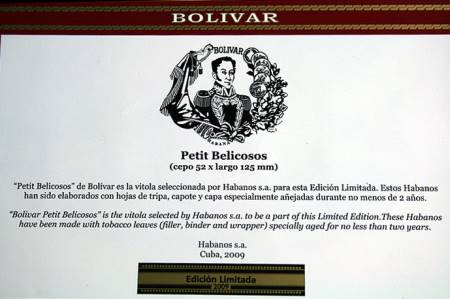 BOLIVAR
BOLIVAR
HABANA
Petit Belicosos
(cepo 52 x largo 125 mm)
“Petit Belicosos” de Bolívar es la vitola seleccionada por Habanos s.a. para esta Edición Limitada. Estos Habanos
han sido elaborados con hojas de tripa, capote y capa especialmente añejadas durante no menos de 2 años.
“Bolivar Petit Belicosos” is the vitola selected by Habanos s.a. to be a part of this Limited Edition.These Habanos
have been made with tobacco leaves (filler, binder and wrapper) specially aged for no less than two years.
Habanos s.a.
Cuba, 2009
Edición Limitada
2009